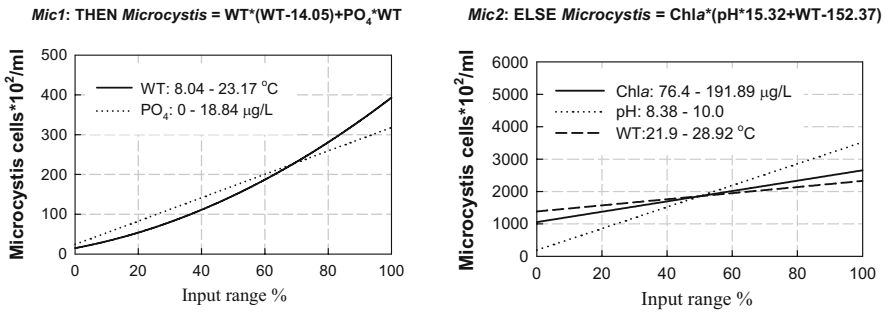 Mic1: THEN Microcystis = WT*(WT-14.05)+PO₄*WT
Microcystis cells*10²/ml
500
400
300
200
100
0
WT: 8.04 - 23.17 °C
PO₄: 0 - 18.84 µg/L
0 20 40 60 80 100
Input range %
Mic2: ELSE Microcystis = Chla*(pH*15.32+WT-152.37)
Microcystis cells*10²/ml
6000
5000
4000
3000
2000
1000
0
Chla: 76.4 - 191.89 µg/L
pH: 8.38 - 10.0
WT:21.9 - 28.92 °C
0 20 40 60 80 100
Input range %